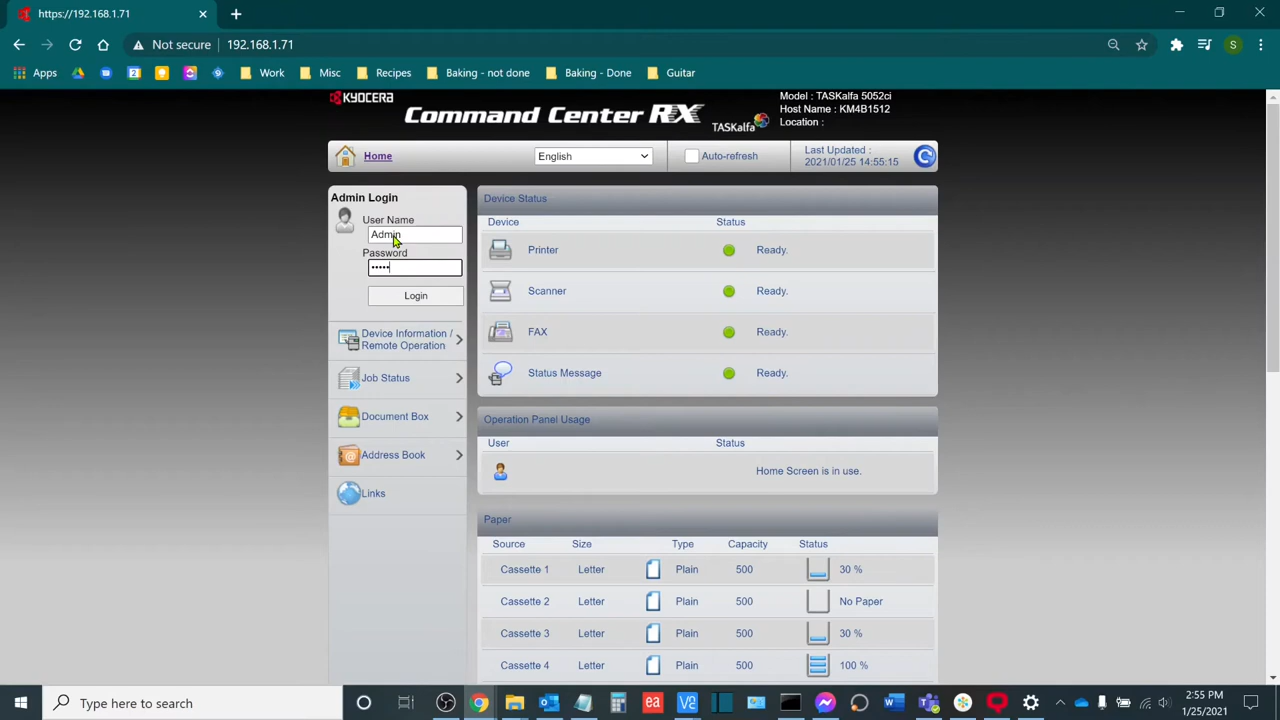 https://192.168.1.71
Not secure 192.168.1.71
S
Apps 2 Work Misc Recipes Baking - not done Baking - Done Guitar
KYOCERA
Command Center RX
TASKalfa
Model : TASKalfa 5052ci
Host Name : KM4B1512
Location :
Home
English
Auto-refresh
Last Updated :
2021/01/25 14:55:15
Admin Login
User Name
Admin
Password
•••••
Login
Device Information /
Remote Operation
Job Status
Document Box
Address Book
Links
Device Status
Device Status
Printer Ready.
Scanner Ready.
FAX Ready.
Status Message Ready.
Operation Panel Usage
User Status
Home Screen is in use.
Paper
Source Size Type Capacity Status
Cassette 1 Letter Plain 500 30 %
Cassette 2 Letter Plain 500 No Paper
Cassette 3 Letter Plain 500 30 %
Cassette 4 Letter Plain 500 100 %
Type here to search
ea
2:55 PM
1/25/2021